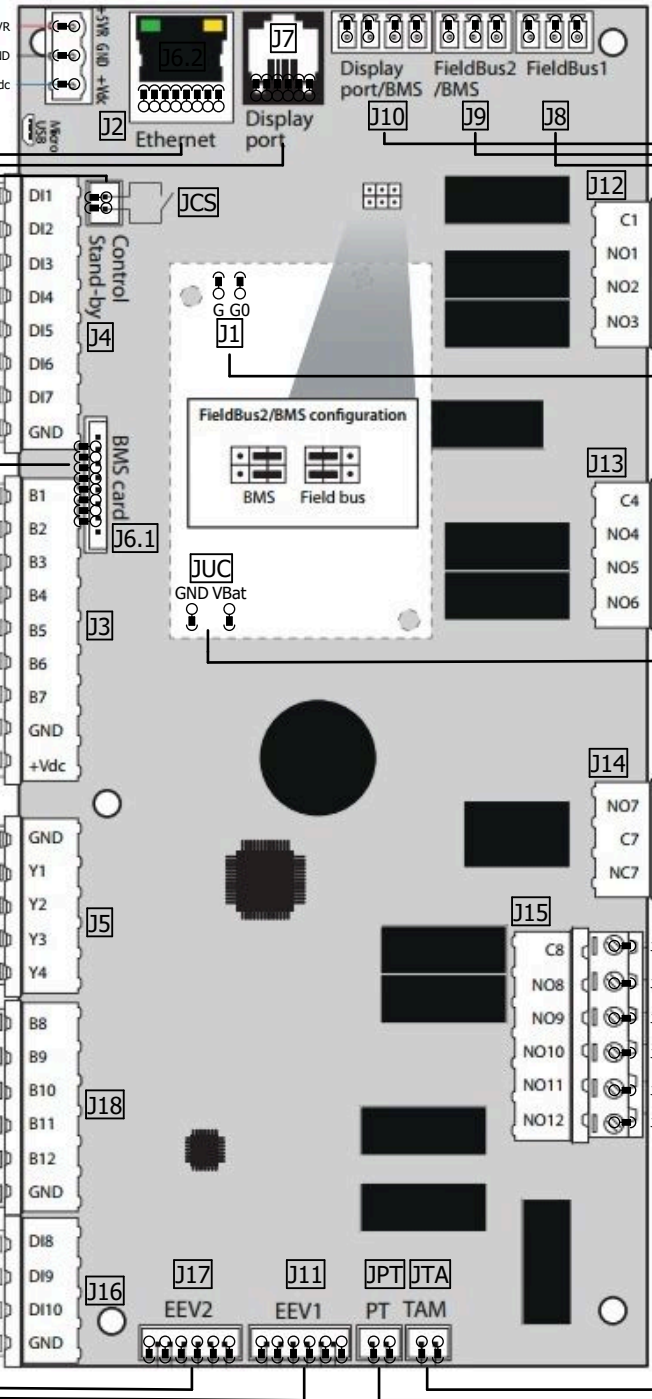 +5VR GND +Vdc
Micro
USB
J2
J6.2
Ethernet
J7
Display
port
Display
port/BMS
J10
FieldBus2
/BMS
J9
FieldBus1
J8
DI1
DI2
DI3
DI4
DI5
DI6
DI7
GND
JCS
Control
Stand-by
J4
G G0
J1
J12
C1
NO1
NO2
NO3
FieldBus2/BMS configuration
BMS Field bus
BMS card
J6.1
B1
B2
B3
B4
B5
B6
B7
GND
+Vdc
J3
JUC
GND VBat
J13
C4
NO4
NO5
NO6
J14
NO7
C7
NC7
GND
Y1
Y2
Y3
Y4
J5
J15
C8
NO8
NO9
NO10
NO11
NO12
B8
B9
B10
B11
B12
GND
J18
DI8
DI9
DI10
GND
J16
J17
EEV2
J11
EEV1
JPT
PT
JTA
TAM